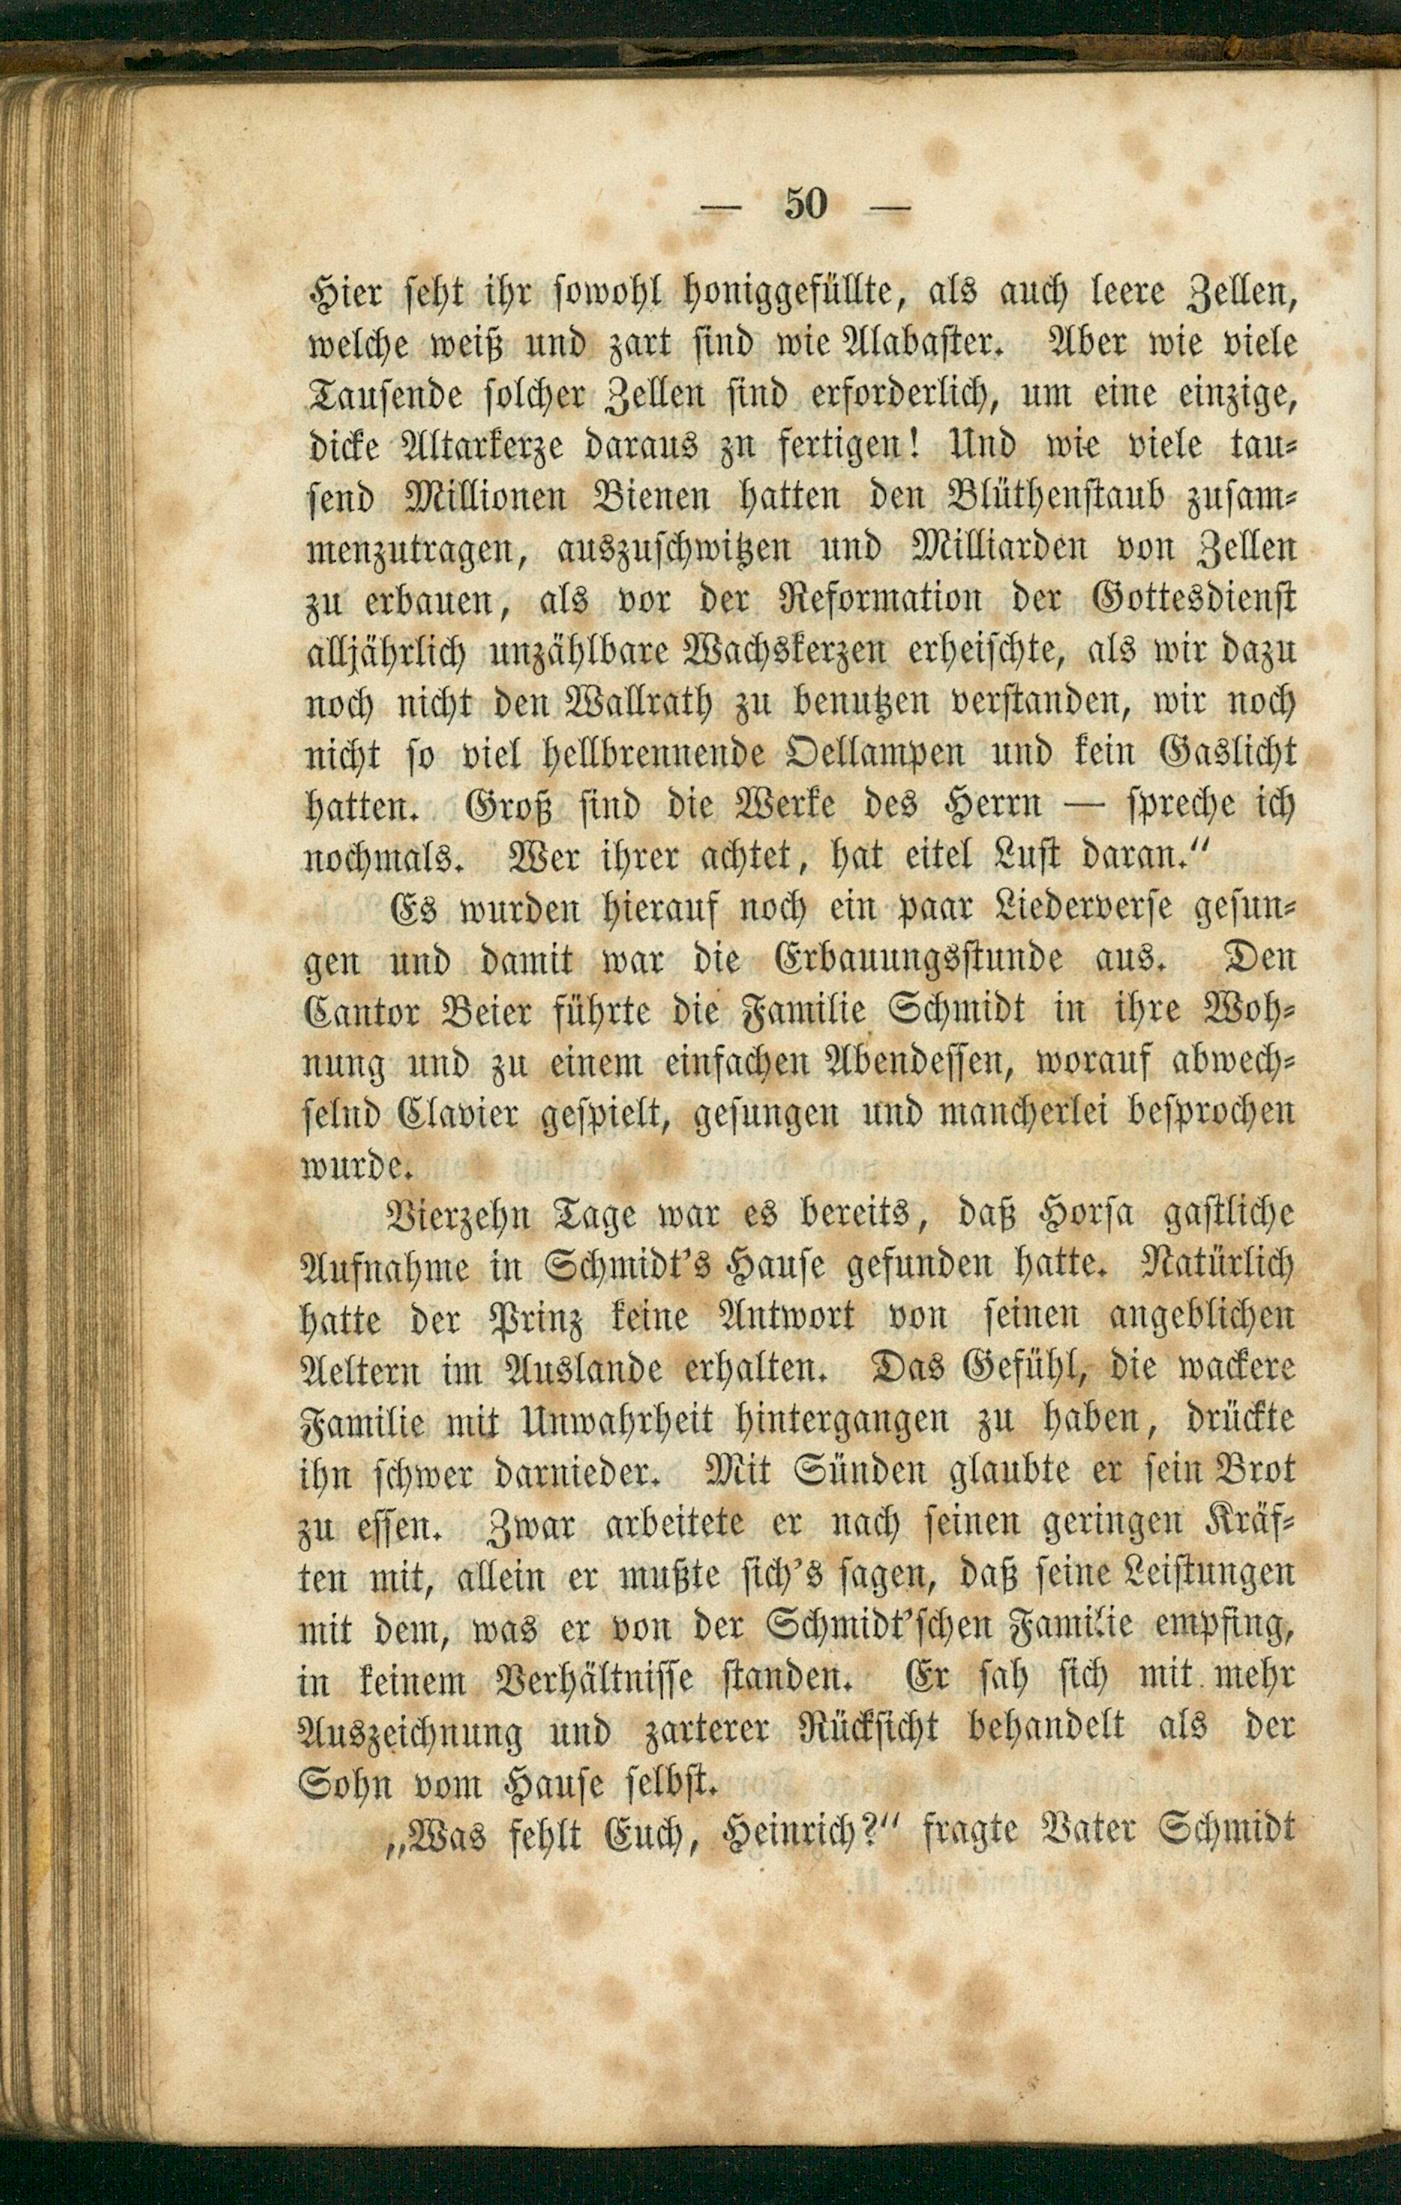 — 50 —
Hier seht ihr sowohl honiggefüllte, als auch leere Zellen,
welche weiß und zart sind wie Alabaster. Aber wie viele
Tausende solcher Zellen sind erforderlich, um eine einzige,
dicke Altarkerze daraus zu fertigen! Und wie viele tau-
send Millionen Bienen hatten den Blüthenstaub zusam-
menzutragen, auszuschwitzen und Milliarden von Zellen
zu erbauen, als vor der Reformation der Gottesdienst
alljährlich unzählbare Wachskerzen erheischte, als wir dazu
noch nicht den Wallrath zu benutzen verstanden, wir noch
nicht so viel hellbrennende Oellampen und kein Gaslicht
hatten. Groß sind die Werke des Herrn — spreche ich
nochmals. Wer ihrer achtet, hat eitel Lust daran.“
Es wurden hierauf noch ein paar Liederverse gesun-
gen und damit war die Erbauungsstunde aus. Den
Cantor Beier führte die Familie Schmidt in ihre Woh-
nung und zu einem einfachen Abendessen, worauf abwech-
selnd Clavier gespielt, gesungen und mancherlei besprochen
wurde.
Vierzehn Tage war es bereits, daß Horsa gastliche
Aufnahme in Schmidt’s Hause gefunden hatte. Natürlich
hatte der Prinz keine Antwort von seinen angeblichen
Aeltern im Auslande erhalten. Das Gefühl, die wackere
Familie mit Unwahrheit hintergangen zu haben, drückte
ihn schwer darnieder. Mit Sünden glaubte er sein Brot
zu essen. Zwar arbeitete er nach seinen geringen Kräf-
ten mit, allein er mußte sich’s sagen, daß seine Leistungen
mit dem, was er von der Schmidt’schen Familie empfing,
in keinem Verhältnisse standen. Er sah sich mit mehr
Auszeichnung und zarterer Rücksicht behandelt als der
Sohn vom Hause selbst.
„Was fehlt Euch, Heinrich?“ fragte Vater Schmidt